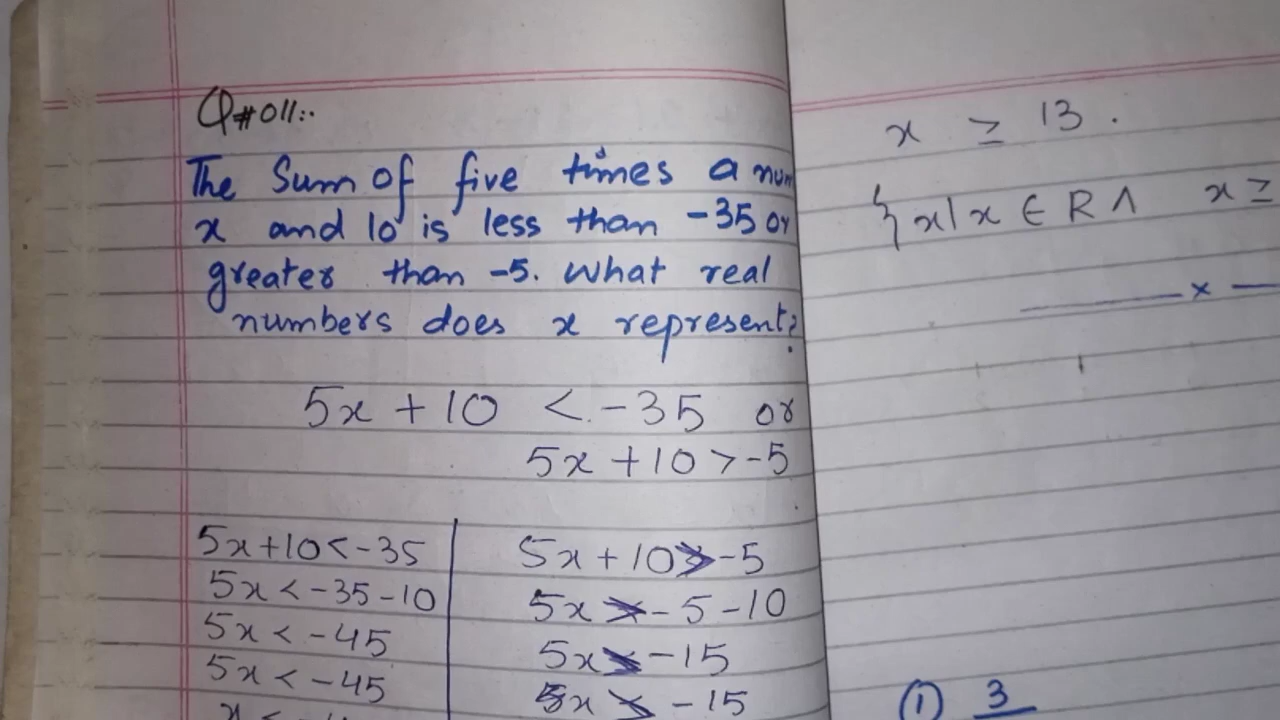 Q#011:.
The Sum of five times a num
x and 10 is less than -35 or
greater than -5. What real
numbers does x represent?
5x + 10 < -35 or
5x + 10 > -5
5x+10 < -35
5x < -35-10
5x < -45
5x < -45
5x + 10 > -5
5x > -5-10
5x > -15
5x > -15
x ≥ 13.
{x|x ∈ R ∧ x ≥
x
① 3